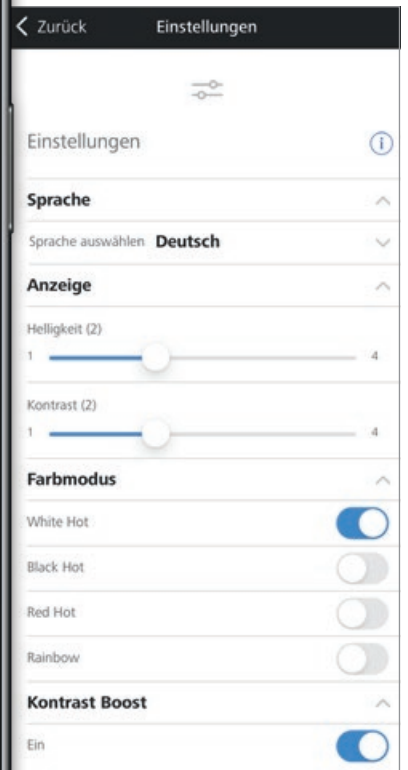 Zurück Einstellungen
Einstellungen i
Sprache
Sprache auswählen Deutsch
Anzeige
Helligkeit (2)
1 4
Kontrast (2)
1 4
Farbmodus
White Hot
Black Hot
Red Hot
Rainbow
Kontrast Boost
Ein